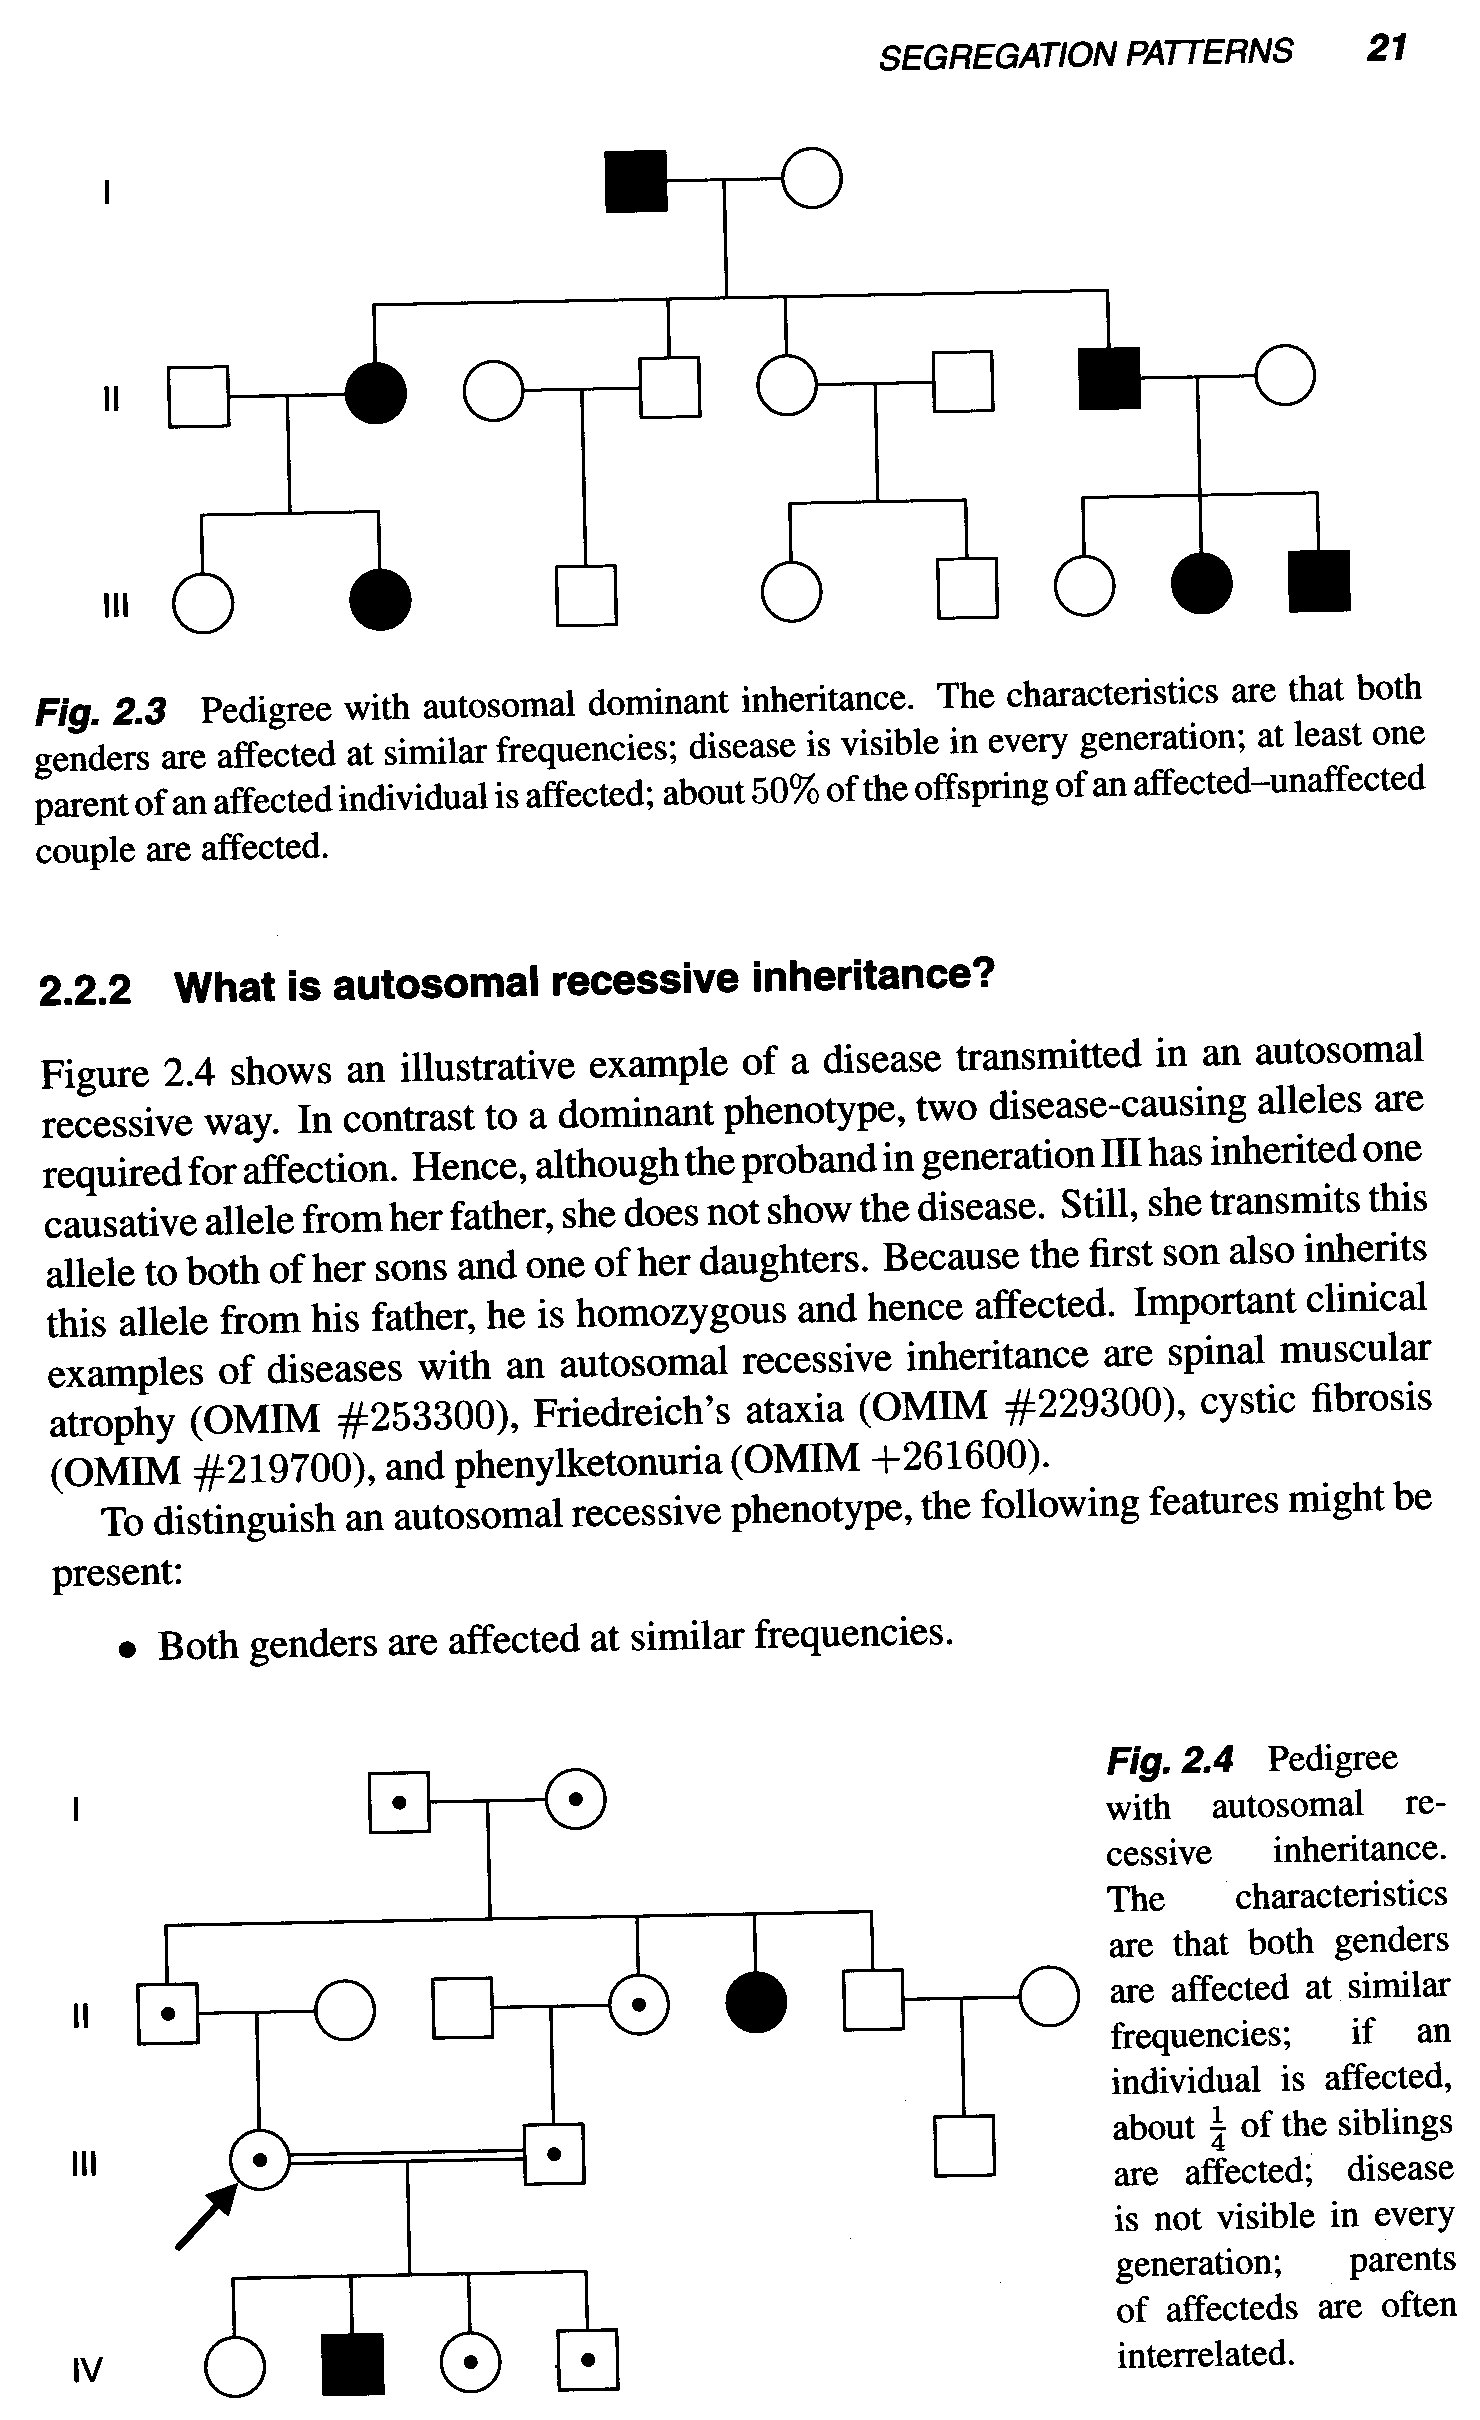 SEGREGATION PATTERNS 21
I
II
III
Fig. 2.3 Pedigree with autosomal dominant inheritance. The characteristics are that both
genders are affected at similar frequencies; disease is visible in every generation; at least one
parent of an affected individual is affected; about 50% of the offspring of an affected–unaffected
couple are affected.
2.2.2 What is autosomal recessive inheritance?
Figure 2.4 shows an illustrative example of a disease transmitted in an autosomal
recessive way. In contrast to a dominant phenotype, two disease-causing alleles are
required for affection. Hence, although the proband in generation III has inherited one
causative allele from her father, she does not show the disease. Still, she transmits this
allele to both of her sons and one of her daughters. Because the first son also inherits
this allele from his father, he is homozygous and hence affected. Important clinical
examples of diseases with an autosomal recessive inheritance are spinal muscular
atrophy (OMIM #253300), Friedreich's ataxia (OMIM #229300), cystic fibrosis
(OMIM #219700), and phenylketonuria (OMIM +261600).
To distinguish an autosomal recessive phenotype, the following features might be
present:
• Both genders are affected at similar frequencies.
I
II
III
IV
Fig. 2.4 Pedigree
with autosomal re-
cessive inheritance.
The characteristics
are that both genders
are affected at similar
frequencies; if an
individual is affected,
about 1/4 of the siblings
are affected; disease
is not visible in every
generation; parents
of affecteds are often
interrelated.